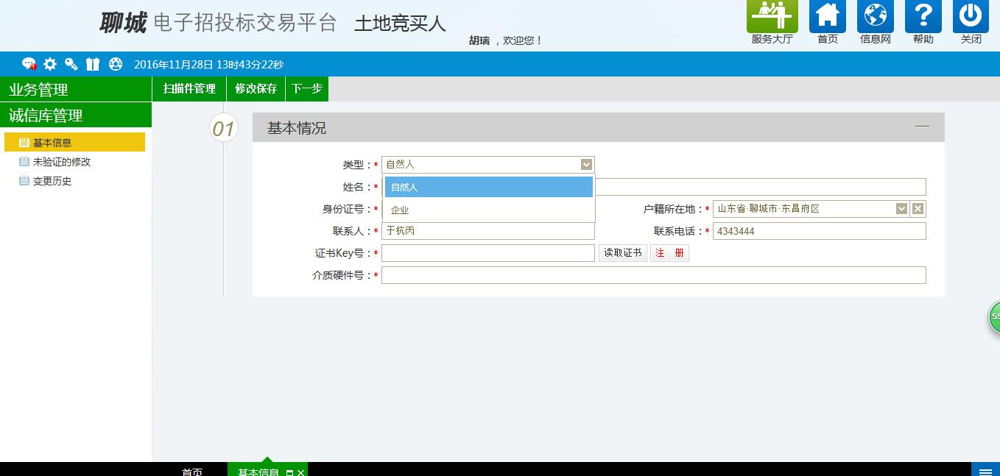 聊城 电子招投标交易平台 土地竞买人
胡瑞 ，欢迎您！
服务大厅 首页 信息网 帮助 关闭
2016年11月28日 13时43分22秒
业务管理
扫描件管理 修改保存 下一步
诚信库管理
基本信息
未验证的修改
变更历史
01 基本情况
类型：* 自然人
姓名：*
自然人
身份证号：*
企业
户籍所在地：* 山东省·聊城市·东昌府区
联系人：* 于杭丙 联系电话：* 4343444
证书Key号：* 读取证书 注 册
介质硬件号：*
首页 基本信息